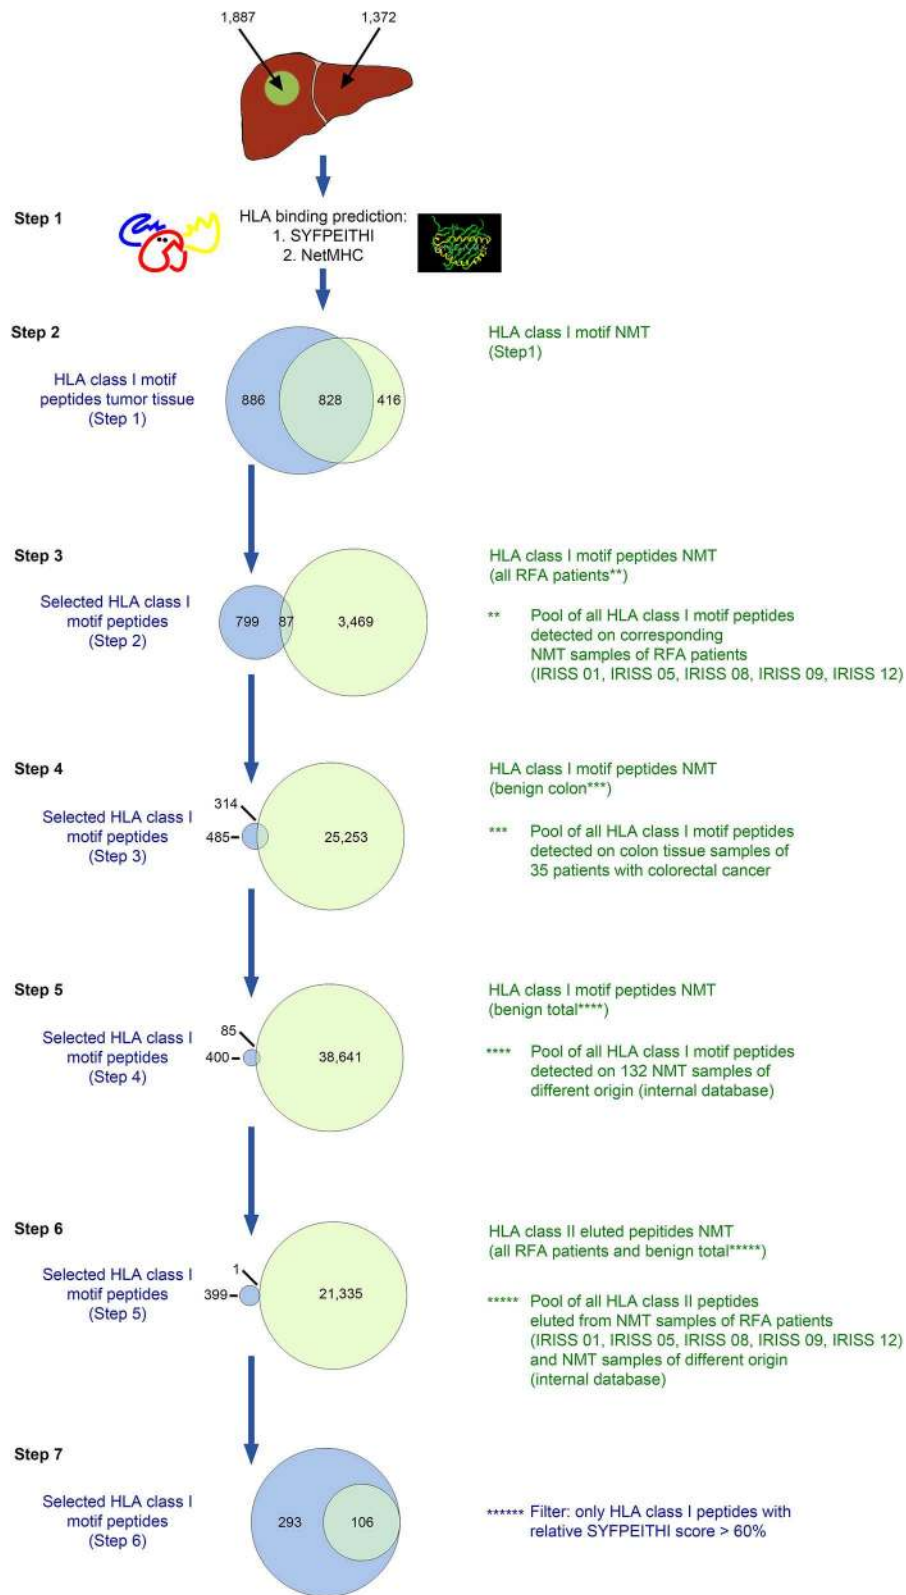 1,887
1,372
Step 1
HLA binding prediction:
1. SYFPEITHI
2. NetMHC
Step 2
HLA class I motif
peptides tumor tissue
(Step 1)
886
828
416
HLA class I motif NMT
(Step1)
Step 3
Selected HLA class I
motif peptides
(Step 2)
799
87
3,469
HLA class I motif peptides NMT
(all RFA patients**)
** Pool of all HLA class I motif peptides
detected on corresponding
NMT samples of RFA patients
(IRISS 01, IRISS 05, IRISS 08, IRISS 09, IRISS 12)
Step 4
Selected HLA class I
motif peptides
(Step 3)
314
485
25,253
HLA class I motif peptides NMT
(benign colon***)
*** Pool of all HLA class I motif peptides
detected on colon tissue samples of
35 patients with colorectal cancer
Step 5
Selected HLA class I
motif peptides
(Step 4)
85
400
38,641
HLA class I motif peptides NMT
(benign total****)
**** Pool of all HLA class I motif peptides
detected on 132 NMT samples of
different origin (internal database)
Step 6
Selected HLA class I
motif peptides
(Step 5)
1
399
21,335
HLA class II eluted pepitides NMT
(all RFA patients and benign total*****)
***** Pool of all HLA class II peptides
eluted from NMT samples of RFA patients
(IRISS 01, IRISS 05, IRISS 08, IRISS 09, IRISS 12)
and NMT samples of different origin
(internal database)
Step 7
Selected HLA class I
motif peptides
(Step 6)
293
106
****** Filter: only HLA class I peptides with
relative SYFPEITHI score > 60%